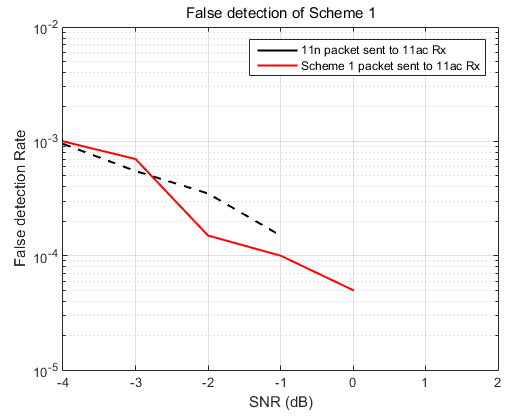 False detection of Scheme 1
11n packet sent to 11ac Rx
Scheme 1 packet sent to 11ac Rx
False detection Rate
10^-2
10^-3
10^-4
10^-5
-4 -3 -2 -1 0 1 2
SNR (dB)